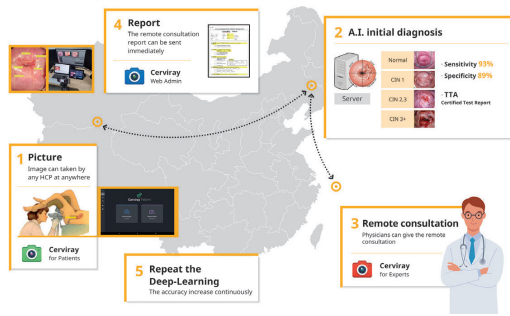 1 Picture
Image can taken by
any HCP at anywhere
Cerviray
for Patients
2 A.I. initial diagnosis
Server
Normal
CIN 1
CIN 2,3
CIN 3+
· Sensitivity 93%
· Specificity 89%
· TTA
Certified Test Report
3 Remote consultation
Physicians can give the remote
consultation
Cerviray
for Experts
4 Report
The remote consultation
report can be sent
immediately
Cerviray
Web Admin
5 Repeat the
Deep-Learning
The accuracy increase continuously
Cerviray